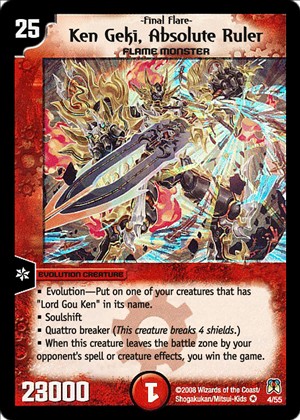 25
-Final Flare-
Ken Geki, Absolute Ruler
FLAME MONSTER
EVOLUTION CREATURE
▪ Evolution—Put on one of your creatures that has
"Lord Gou Ken" in its name.
▪ Soulshift
▪ Quattro breaker (This creature breaks 4 shields.)
▪ When this creature leaves the battle zone by your
opponent's spell or creature effects, you win the game.
23000
1
©2008 Wizards of the Coast/
Shogakukan/Mitsui-Kids
4/55